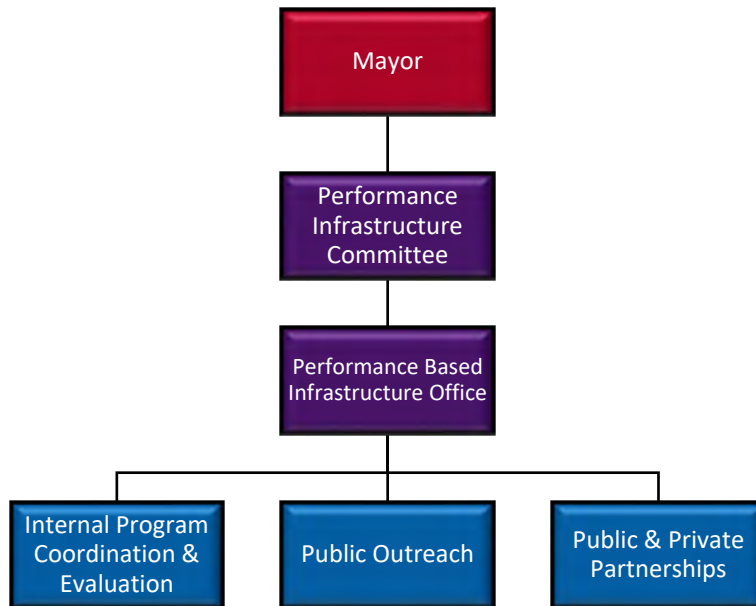 Mayor
Performance
Infrastructure
Committee
Performance Based
Infrastructure Office
Internal Program
Coordination &
Evaluation
Public Outreach
Public & Private
Partnerships